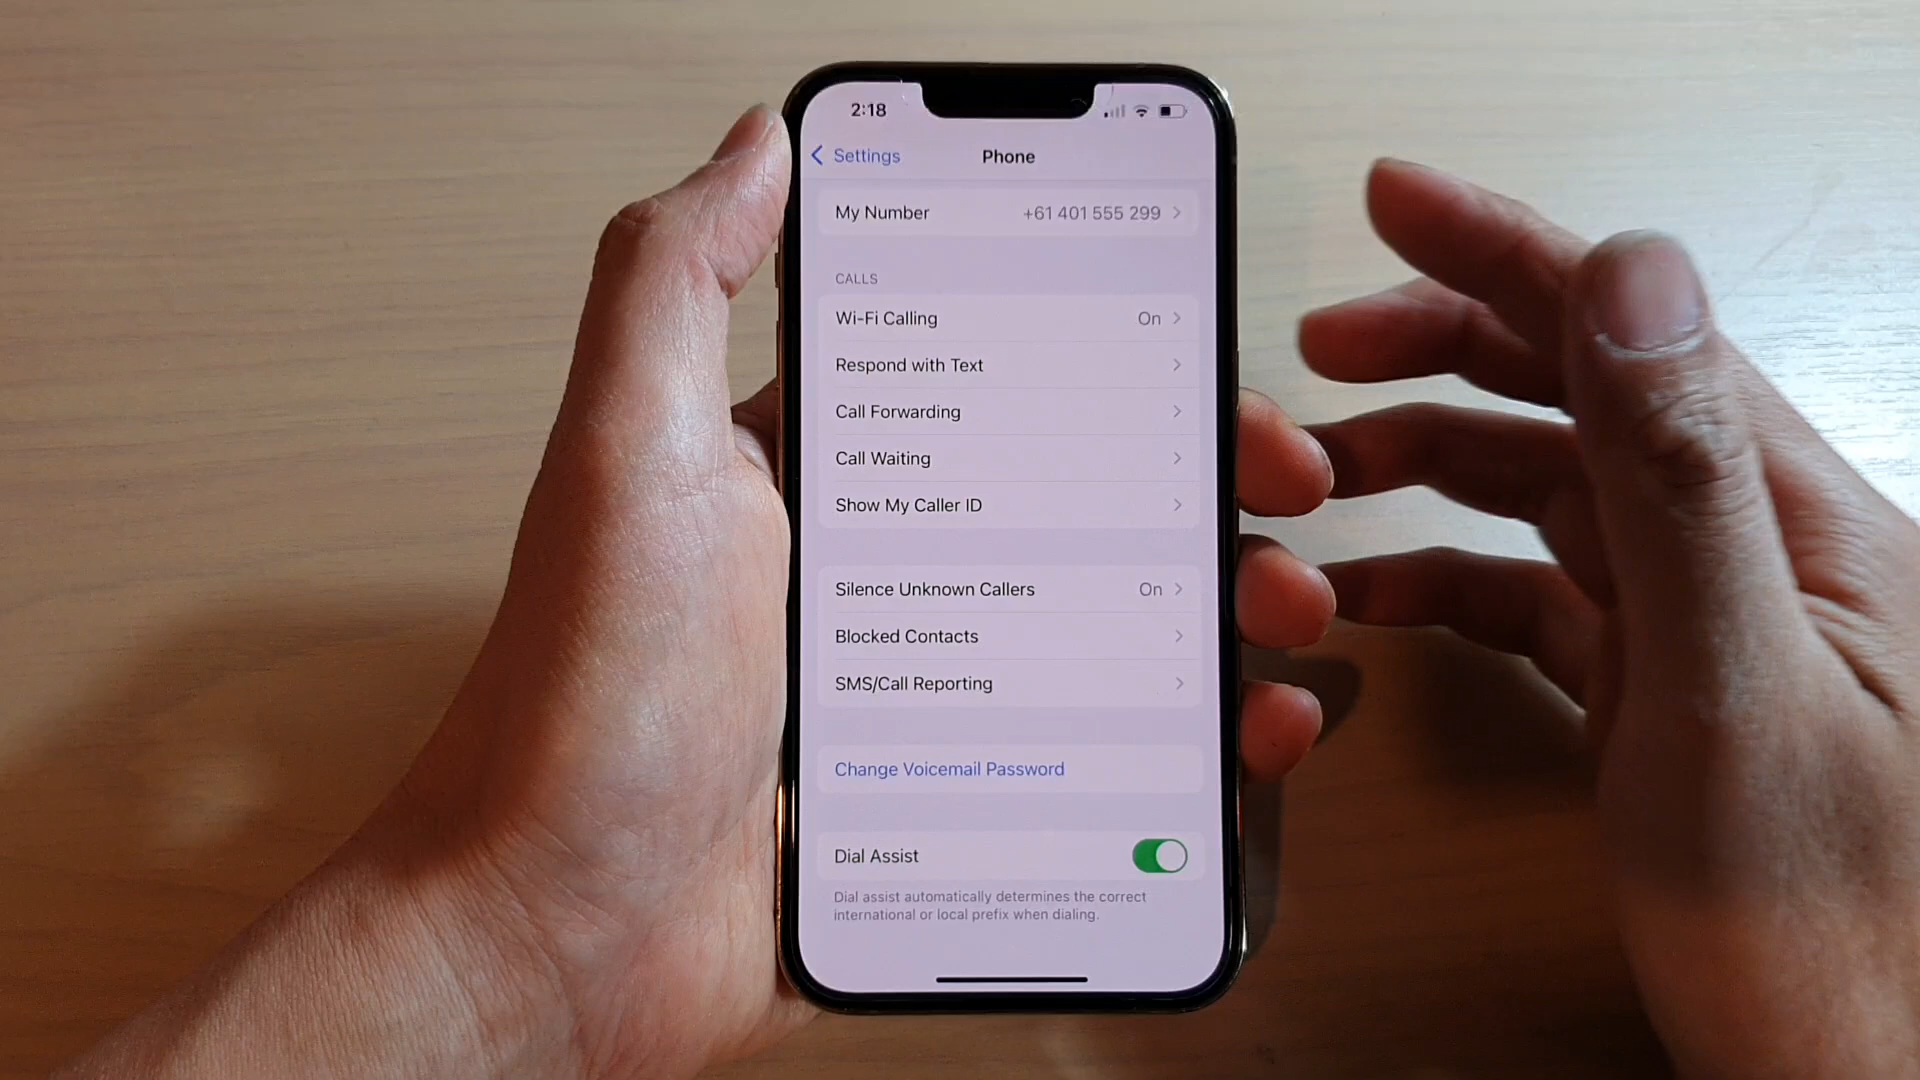 2:18
Settings
Phone
My Number +61 401 555 299
CALLS
Wi-Fi Calling On
Respond with Text
Call Forwarding
Call Waiting
Show My Caller ID
Silence Unknown Callers On
Blocked Contacts
SMS/Call Reporting
Change Voicemail Password
Dial Assist
Dial assist automatically determines the correct
international or local prefix when dialing.